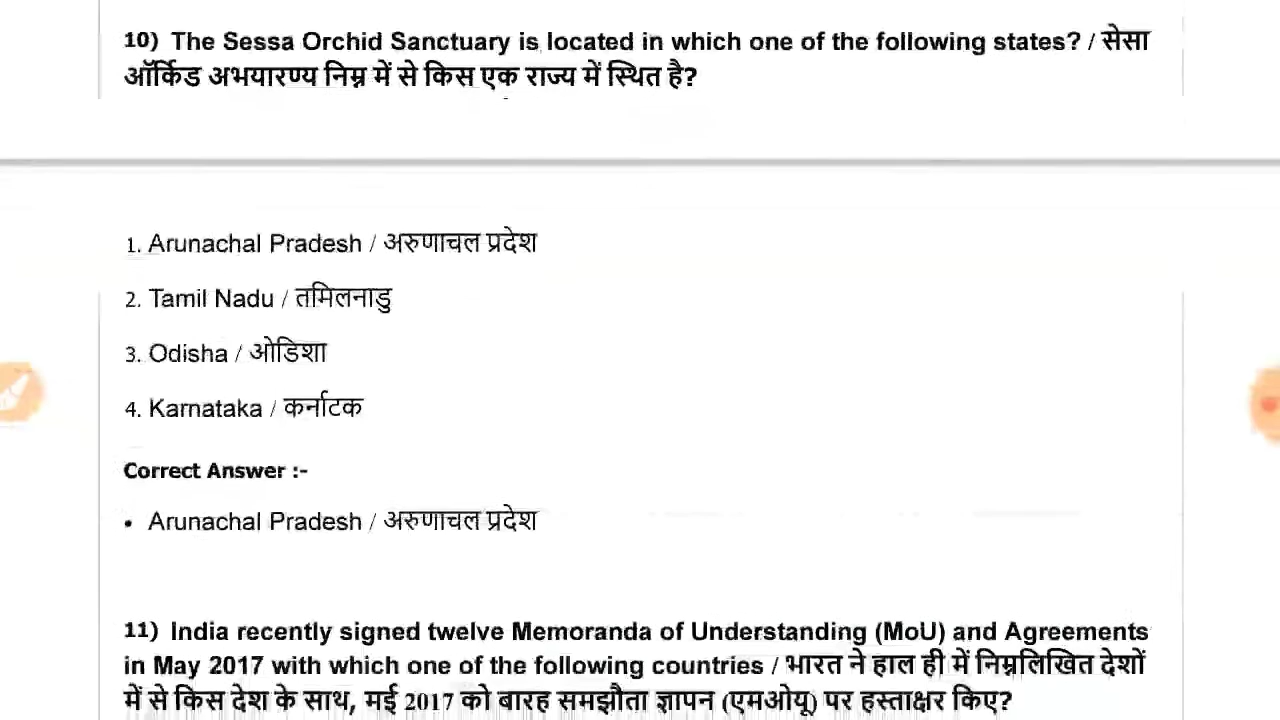 10) The Sessa Orchid Sanctuary is located in which one of the following states? / सेसा
ऑर्किड अभयारण्य निम्न में से किस एक राज्य में स्थित है?
1. Arunachal Pradesh / अरुणाचल प्रदेश
2. Tamil Nadu / तमिलनाडु
3. Odisha / ओडिशा
4. Karnataka / कर्नाटक
Correct Answer :-
• Arunachal Pradesh / अरुणाचल प्रदेश
11) India recently signed twelve Memoranda of Understanding (MoU) and Agreements
in May 2017 with which one of the following countries / भारत ने हाल ही में निम्नलिखित देशों
में से किस देश के साथ, मई 2017 को बारह समझौता ज्ञापन (एमओयू) पर हस्ताक्षर किए?